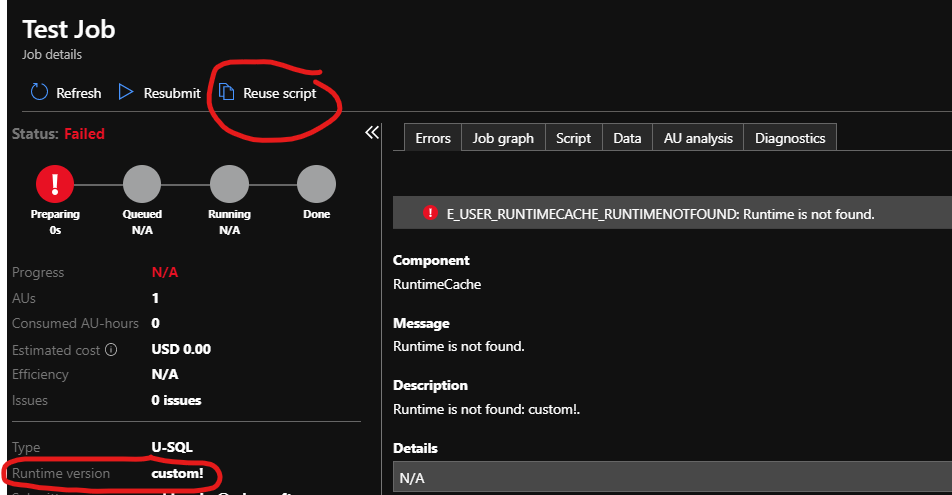 Test Job
Job details
Refresh Resubmit Reuse script
Status: Failed
Preparing Queued Running Done
0s N/A N/A
Progress N/A
AUs 1
Consumed AU-hours 0
Estimated cost USD 0.00
Efficiency N/A
Issues 0 issues
Type U-SQL
Runtime version custom!
Errors Job graph Script Data AU analysis Diagnostics
E_USER_RUNTIMECACHE_RUNTIMENOTFOUND: Runtime is not found.
Component
RuntimeCache
Message
Runtime is not found.
Description
Runtime is not found: custom!.
Details
N/A